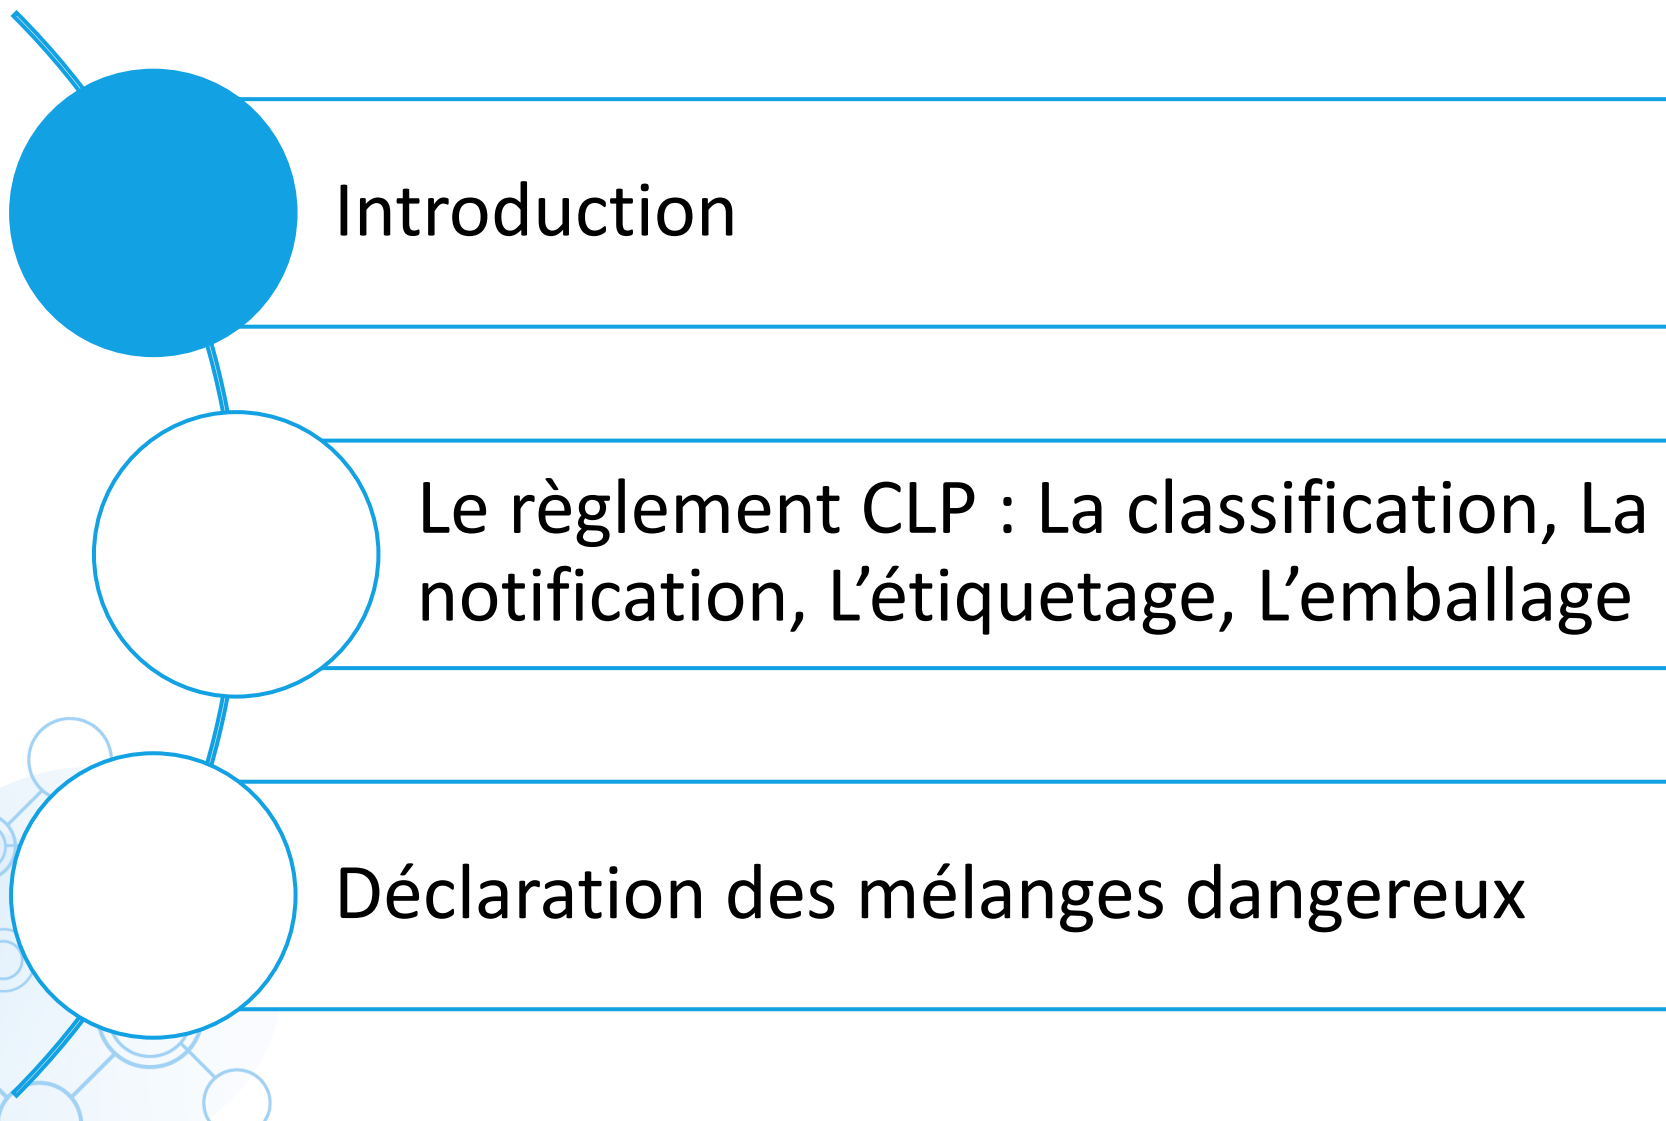 Introduction
Le règlement CLP : La classification, La
notification, L’étiquetage, L’emballage
Déclaration des mélanges dangereux